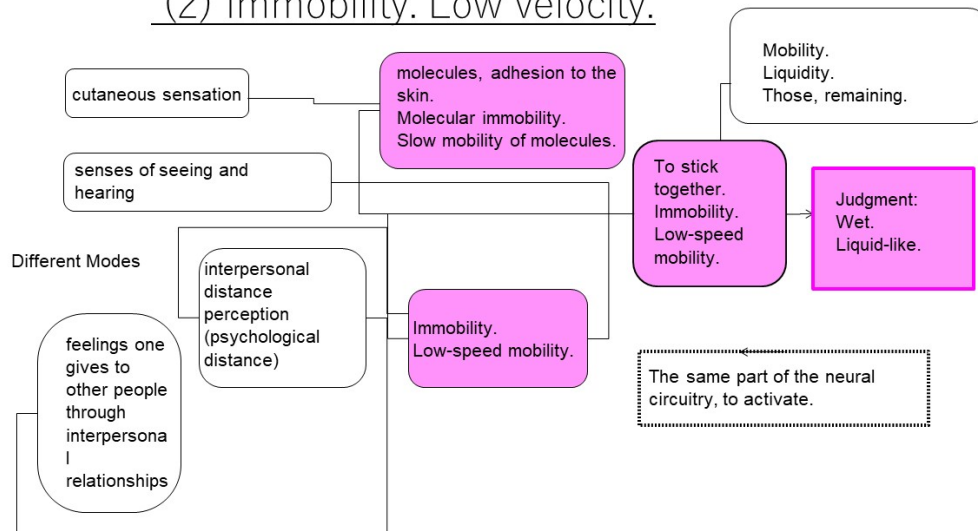 (2) Immobility. Low velocity.
cutaneous sensation
molecules, adhesion to the
skin.
Molecular immobility.
Slow mobility of molecules.
Mobility.
Liquidity.
Those, remaining.
senses of seeing and
hearing
To stick
together.
Immobility.
Low-speed
mobility.
Judgment:
Wet.
Liquid-like.
Different Modes
interpersonal
distance
perception
(psychological
distance)
Immobility.
Low-speed mobility.
feelings one
gives to
other people
through
interpersona
l
relationships
The same part of the neural
circuitry, to activate.